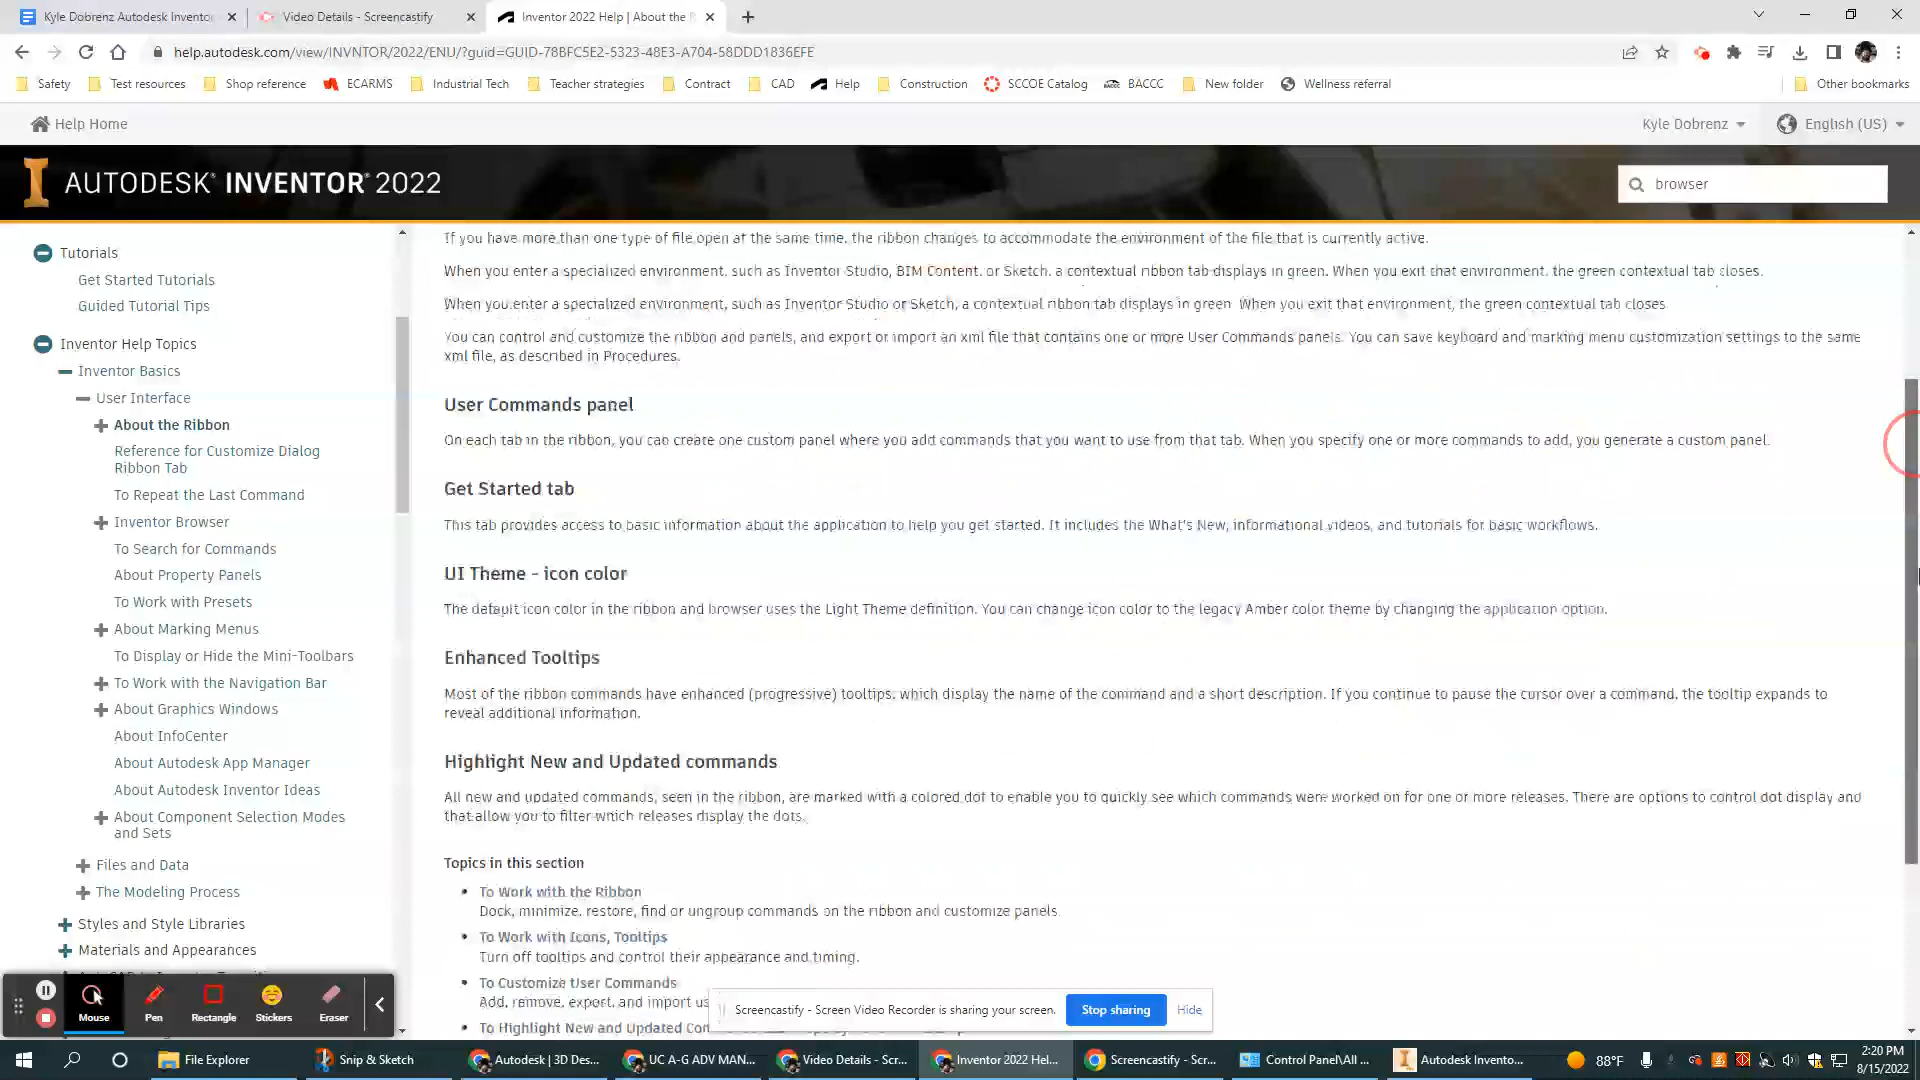 Kyle Dobrenz Autodesk Inventor
Video Details - Screencastify
Inventor 2022 Help | About the R
help.autodesk.com/view/INVNTOR/2022/ENU/?guid=GUID-78BFC5E2-5323-48E3-A704-58DDD1836EFE
Safety
Test resources
Shop reference
ECARMS
Industrial Tech
Teacher strategies
Contract
CAD
Help
Construction
SCCOE Catalog
BACCC
New folder
Wellness referral
Other bookmarks
Help Home
Kyle Dobrenz
English (US)
AUTODESK® INVENTOR® 2022
browser
Tutorials
Get Started Tutorials
Guided Tutorial Tips
Inventor Help Topics
Inventor Basics
User Interface
About the Ribbon
Reference for Customize Dialog
Ribbon Tab
To Repeat the Last Command
Inventor Browser
To Search for Commands
About Property Panels
To Work with Presets
About Marking Menus
To Display or Hide the Mini-Toolbars
To Work with the Navigation Bar
About Graphics Windows
About InfoCenter
About Autodesk App Manager
About Autodesk Inventor Ideas
About Component Selection Modes
and Sets
Files and Data
The Modeling Process
Styles and Style Libraries
Materials and Appearances
If you have more than one type of file open at the same time, the ribbon changes to accommodate the environment of the file that is currently active.
When you enter a specialized environment, such as Inventor Studio, BIM Content, or Sketch, a contextual ribbon tab displays in green. When you exit that environment, the green contextual tab closes.
When you enter a specialized environment, such as Inventor Studio or Sketch, a contextual ribbon tab displays in green. When you exit that environment, the green contextual tab closes
You can control and customize the ribbon and panels, and export or import an xml file that contains one or more User Commands panels. You can save keyboard and marking menu customization settings to the same
xml file, as described in Procedures.
User Commands panel
On each tab in the ribbon, you can create one custom panel where you add commands that you want to use from that tab. When you specify one or more commands to add, you generate a custom panel.
Get Started tab
This tab provides access to basic information about the application to help you get started. It includes the What's New, informational videos, and tutorials for basic workflows.
UI Theme - icon color
The default icon color in the ribbon and browser uses the Light Theme definition. You can change icon color to the legacy Amber color theme by changing the application option.
Enhanced Tooltips
Most of the ribbon commands have enhanced (progressive) tooltips, which display the name of the command and a short description. If you continue to pause the cursor over a command, the tooltip expands to
reveal additional information.
Highlight New and Updated commands
All new and updated commands, seen in the ribbon, are marked with a colored dot to enable you to quickly see which commands were worked on for one or more releases. There are options to control dot display and
that allow you to filter which releases display the dots.
Topics in this section
To Work with the Ribbon
Dock, minimize, restore, find or ungroup commands on the ribbon and customize panels.
To Work with Icons, Tooltips
Turn off tooltips and control their appearance and timing.
To Customize User Commands
Add, remove, export, and import us
To Highlight New and Updated Com
Mouse
Pen
Rectangle
Stickers
Eraser
Screencastify - Screen Video Recorder is sharing your screen.
Stop sharing
Hide
File Explorer
Snip & Sketch
Autodesk | 3D Des...
UC A-G ADV MAN...
Video Details - Scr...
Inventor 2022 Hel...
Screencastify - Scr...
Control Panel\All ...
Autodesk Invento...
88°F
2:20 PM
8/15/2022